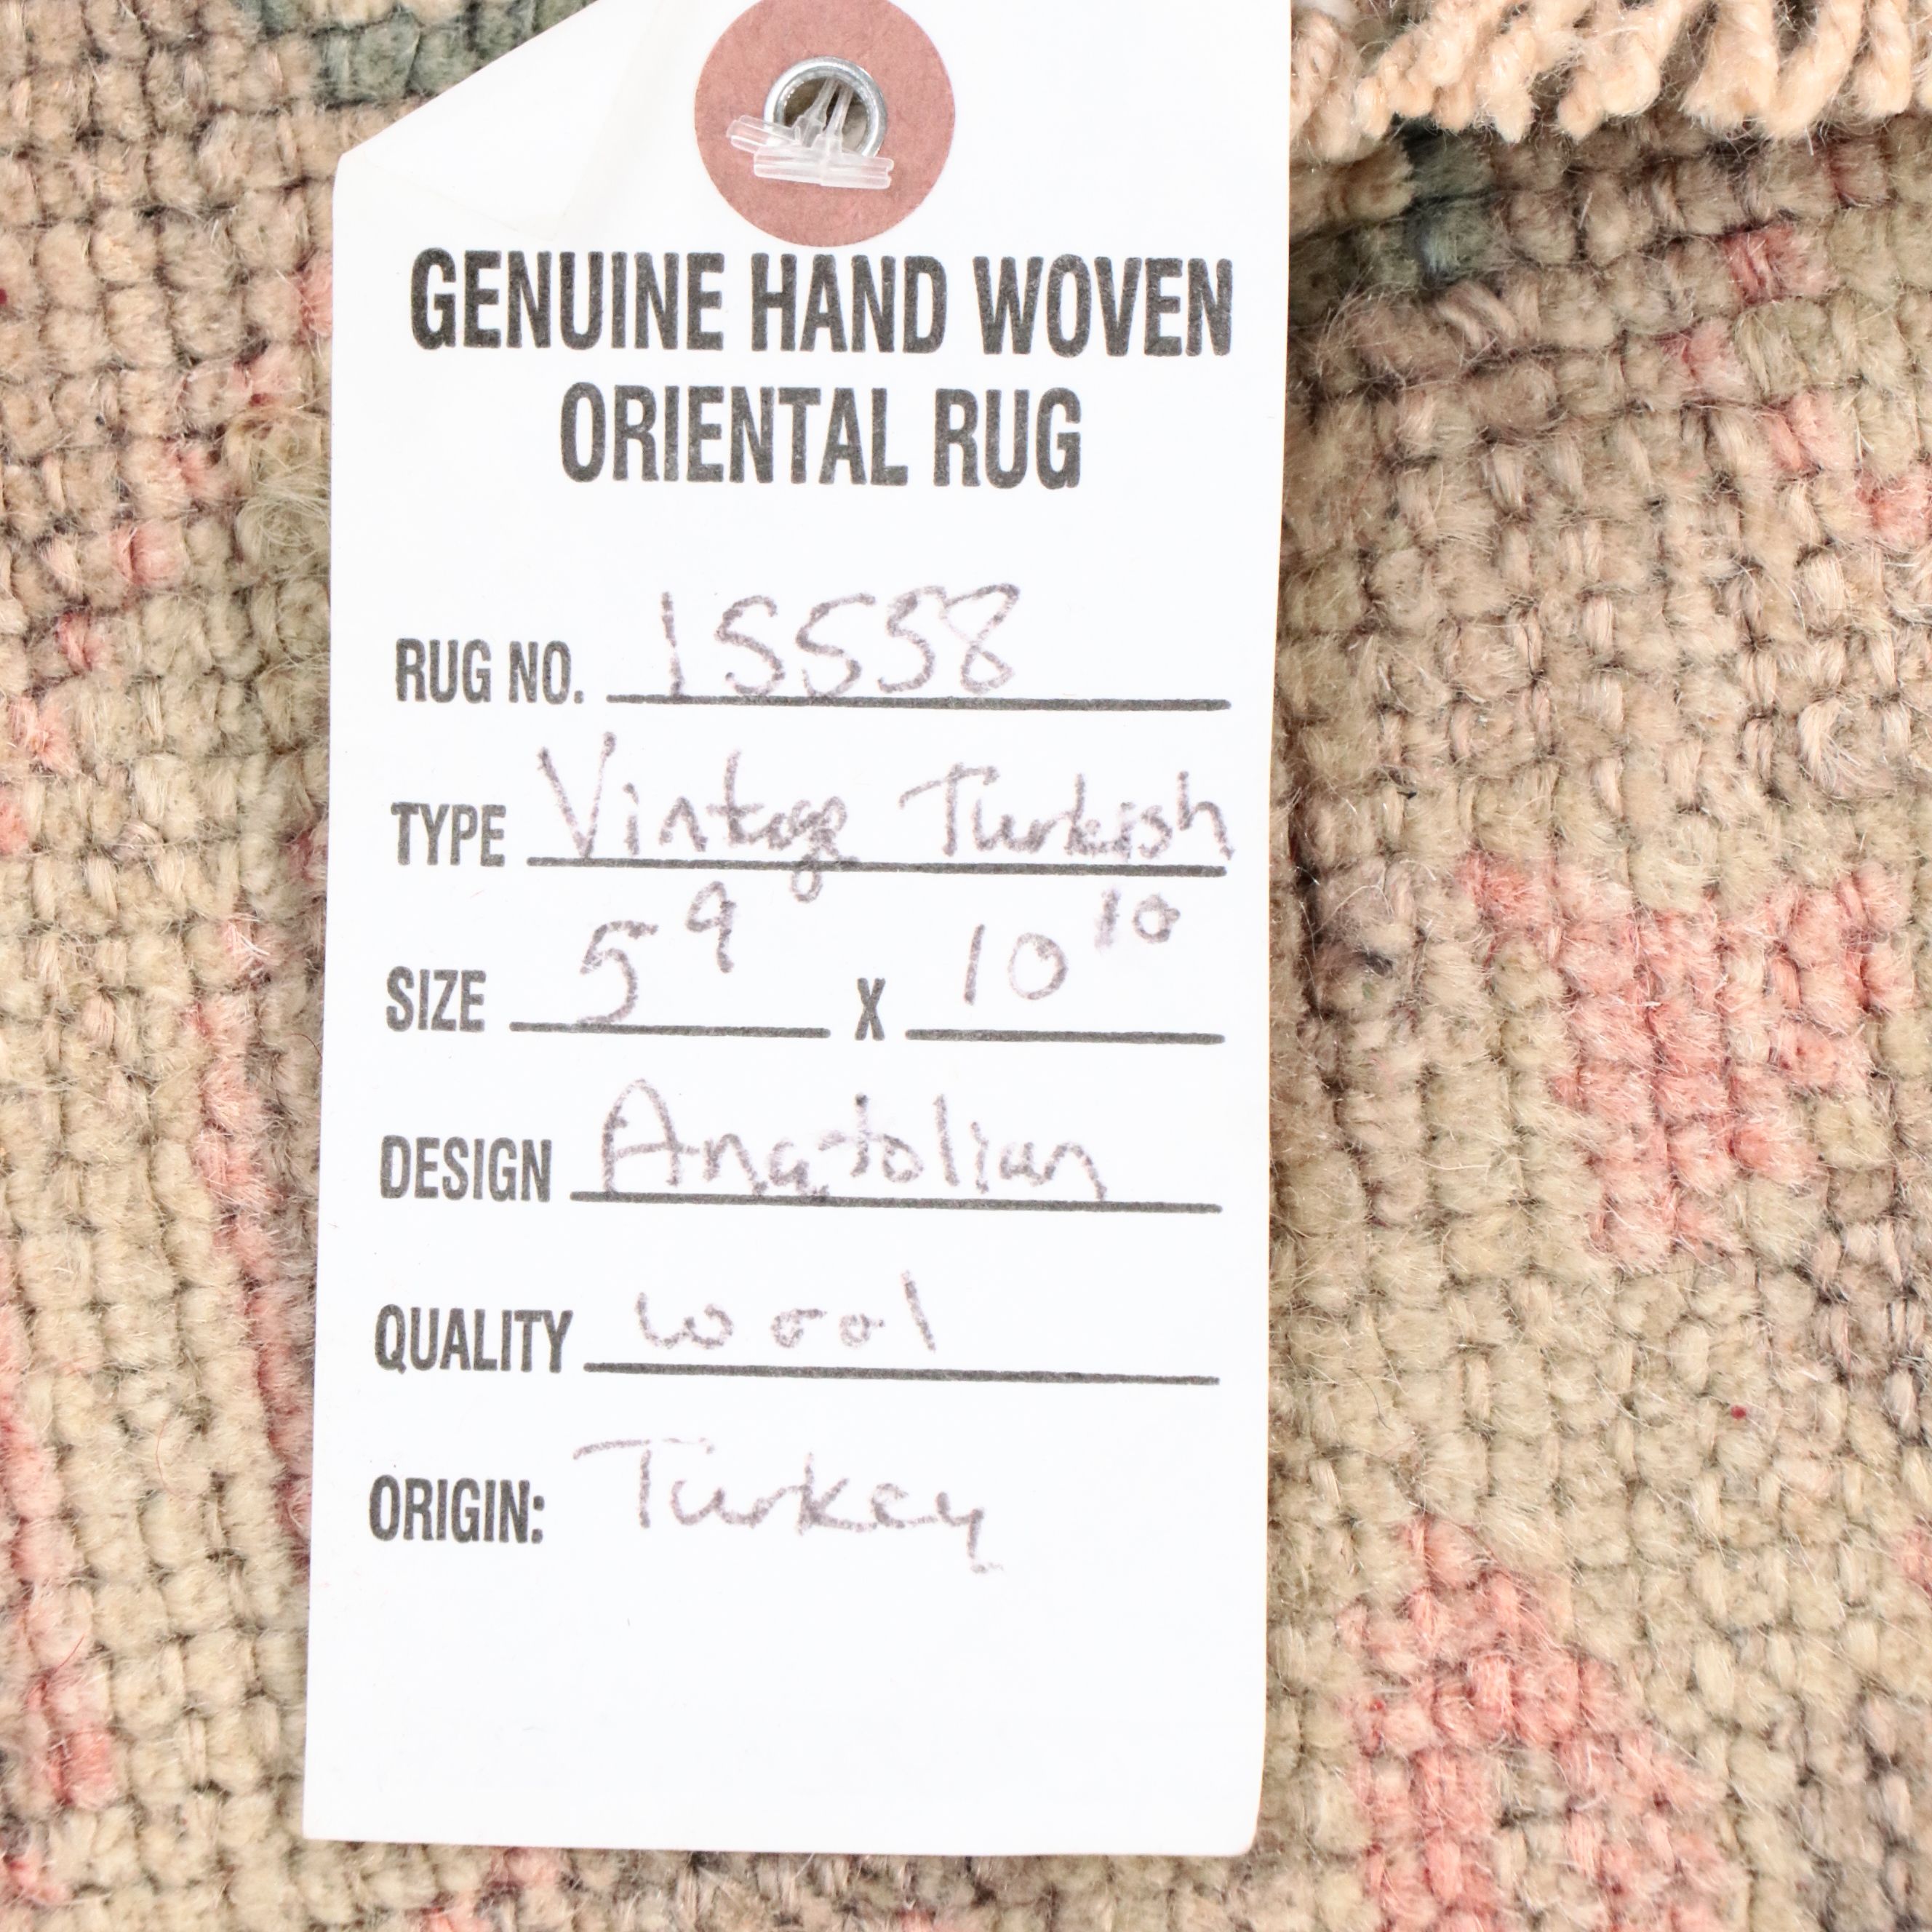 GENUINE HAND WOVEN
ORIENTAL RUG
RUG NO. 15558
TYPE Vintage Turkish
SIZE 5 9 X 10 10
DESIGN Anatolian
QUALITY wool
ORIGIN: Turkey